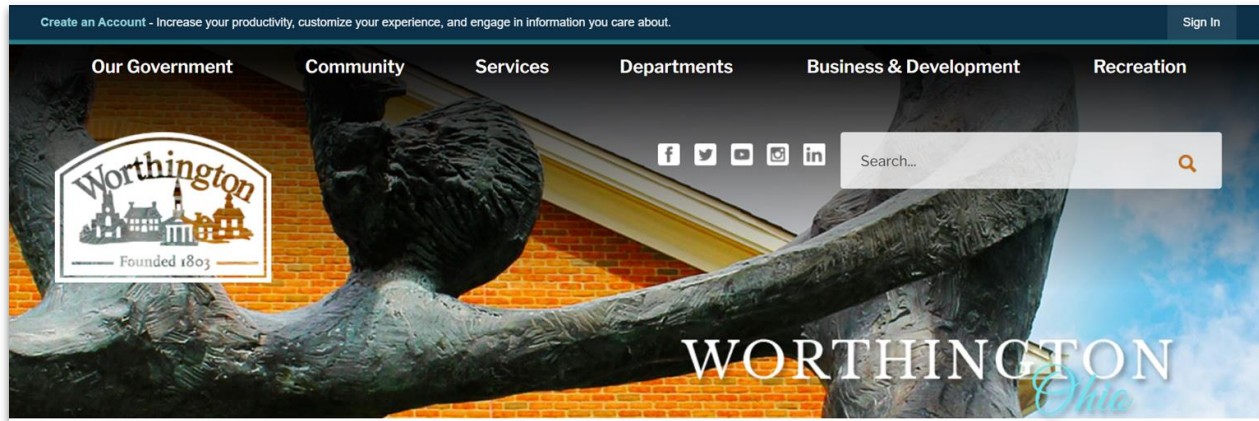 Create an Account - Increase your productivity, customize your experience, and engage in information you care about.
Sign In
Our Government
Community
Services
Departments
Business & Development
Recreation
Worthington
Founded 1803
Search...
WORTHINGTON
Ohio